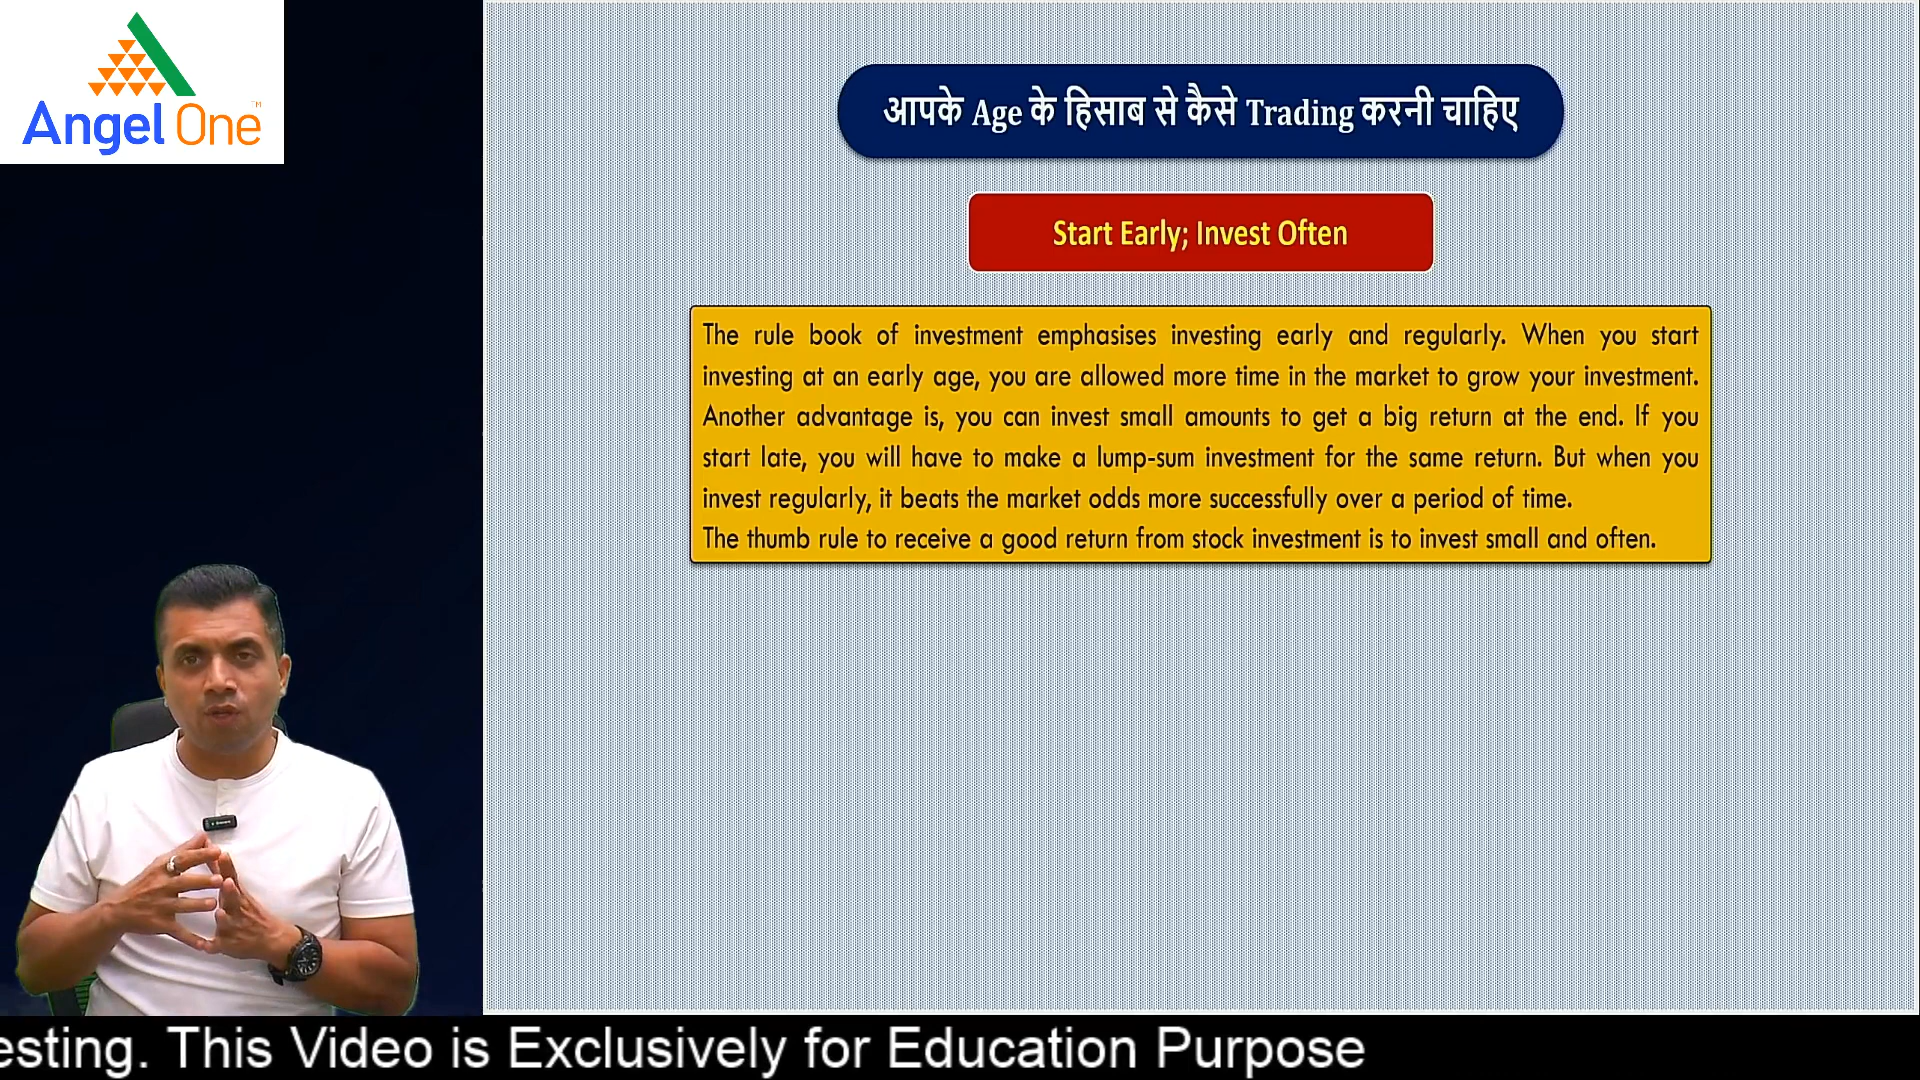 Angel One™
आपके Age के हिसाब से कैसे Trading करनी चाहिए
Start Early; Invest Often
The rule book of investment emphasises investing early and regularly. When you start
investing at an early age, you are allowed more time in the market to grow your investment.
Another advantage is, you can invest small amounts to get a big return at the end. If you
start late, you will have to make a lump-sum investment for the same return. But when you
invest regularly, it beats the market odds more successfully over a period of time.
The thumb rule to receive a good return from stock investment is to invest small and often.
esting. This Video is Exclusively for Education Purpose